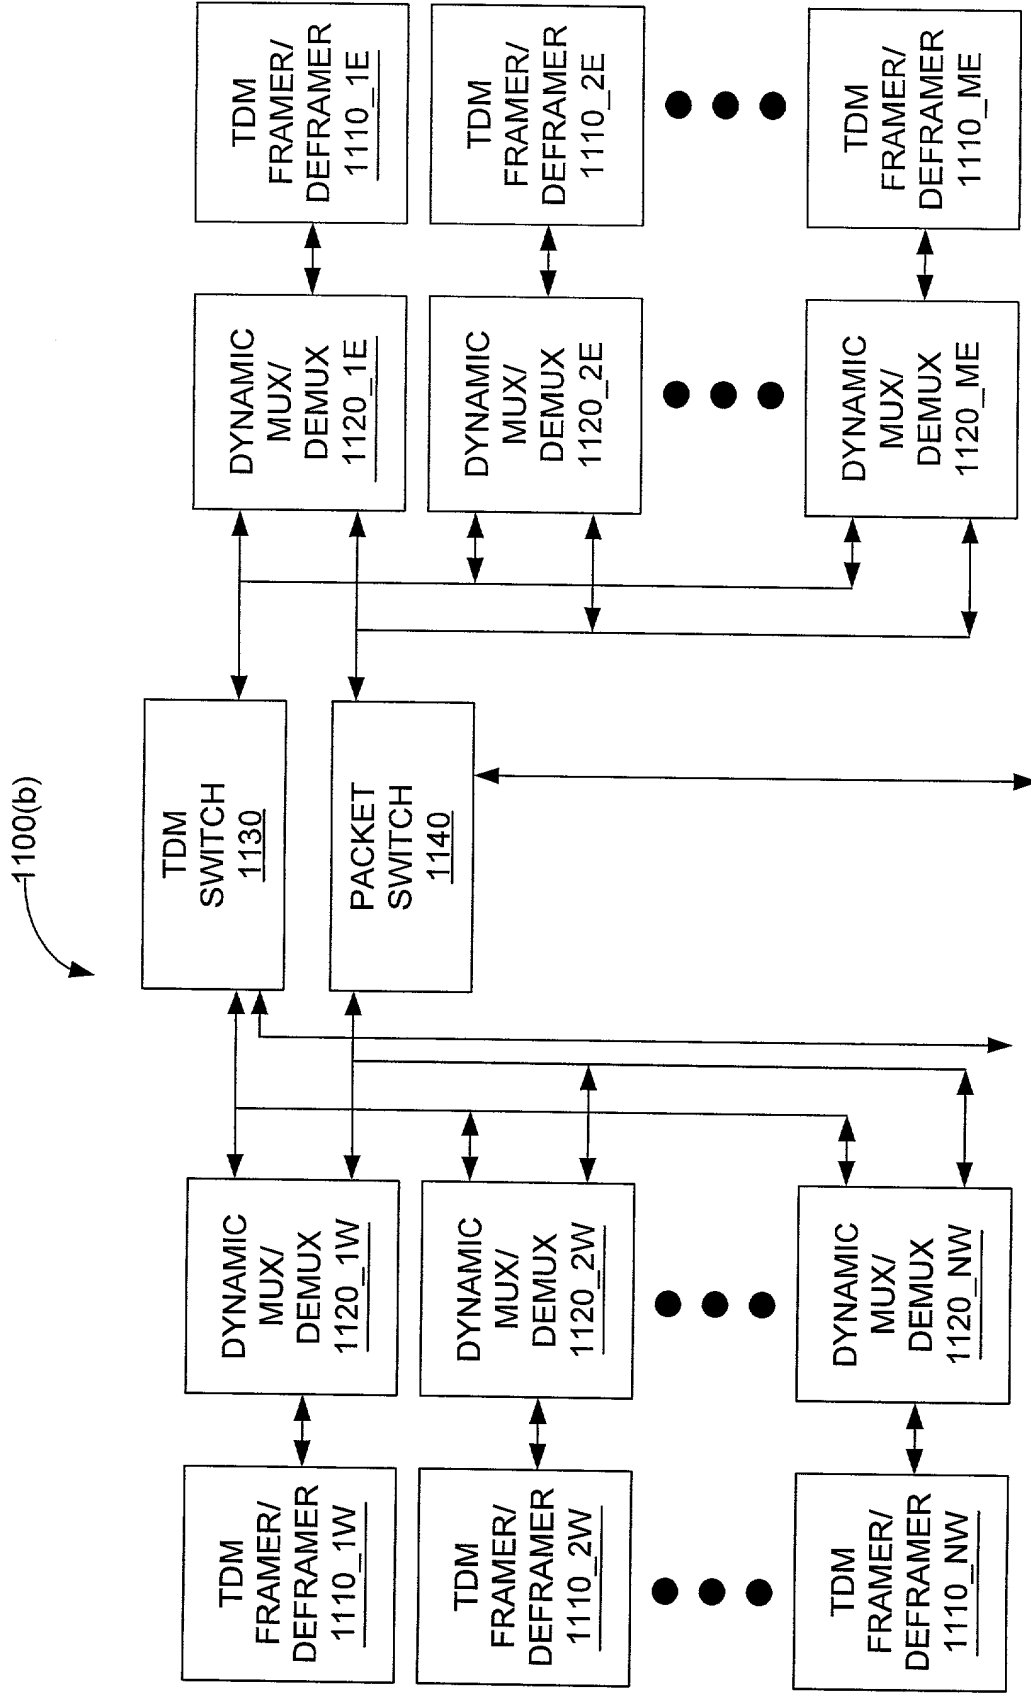 1100(b)
TDM
FRAMER/
DEFRAMER
1110_1W
DYNAMIC
MUX/
DEMUX
1120_1W
TDM
SWITCH
1130
DYNAMIC
MUX/
DEMUX
1120_1E
TDM
FRAMER/
DEFRAMER
1110_1E
PACKET
SWITCH
1140
TDM
FRAMER/
DEFRAMER
1110_2W
DYNAMIC
MUX/
DEMUX
1120_2W
DYNAMIC
MUX/
DEMUX
1120_2E
TDM
FRAMER/
DEFRAMER
1110_2E
TDM
FRAMER/
DEFRAMER
1110_NW
DYNAMIC
MUX/
DEMUX
1120_NW
DYNAMIC
MUX/
DEMUX
1120_ME
TDM
FRAMER/
DEFRAMER
1110_ME